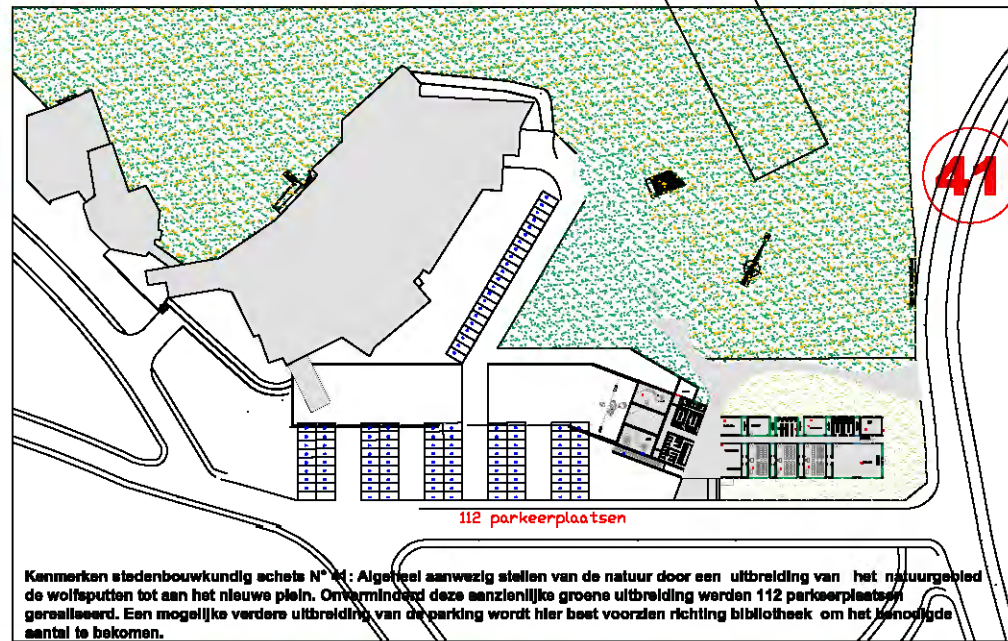 41
112 parkeerplaatsen
Kenmerken stedenbouwkundig schets N° 41: Algeheel aanwezig stellen van de natuur door een uitbreiding van het natuurgebied
de wolfsputten tot aan het nieuwe plein. Onverminderd deze aanzienlijke groene uitbreiding werden 112 parkeerplaatsen
gerealiseerd. Een mogelijke verdere uitbreiding van de parking wordt hier best voorzien richting bibliotheek om het benodigde
aantal te bekomen.